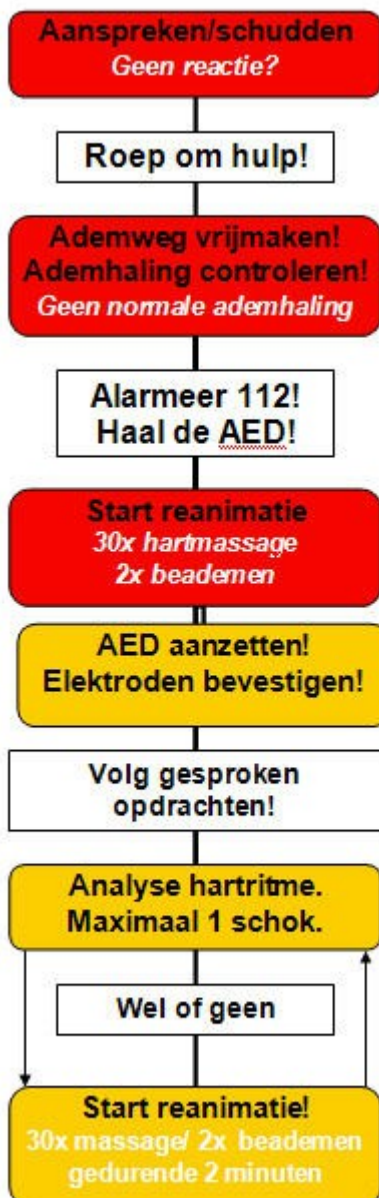 Aanspreken/schudden
Geen reactie?
Roep om hulp!
Ademweg vrijmaken!
Ademhaling controleren!
Geen normale ademhaling
Alarmeer 112!
Haal de AED!
Start reanimatie
30x hartmassage
2x beademen
AED aanzetten!
Elektroden bevestigen!
Volg gesproken
opdrachten!
Analyse hartritme.
Maximaal 1 schok.
Wel of geen
Start reanimatie!
30x massage/ 2x beademen
gedurende 2 minuten